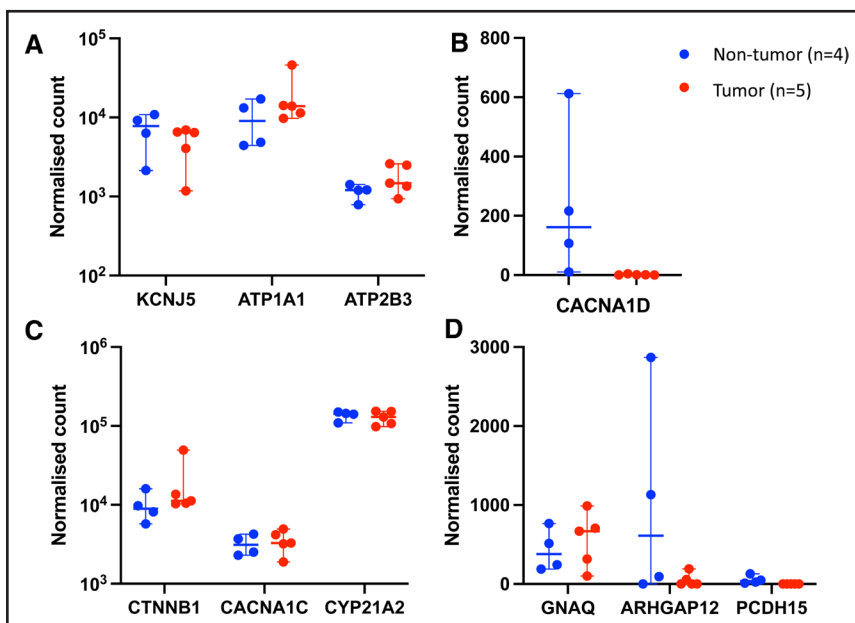 A
Normalised count
10^5
10^4
10^3
10^2
KCNJ5 ATP1A1 ATP2B3
B
Normalised count
800
600
400
200
0
CACNA1D
Non-tumor (n=4)
Tumor (n=5)
C
Normalised count
10^6
10^5
10^4
10^3
CTNNB1 CACNA1C CYP21A2
D
Normalised count
3000
2000
1000
0
GNAQ ARHGAP12 PCDH15